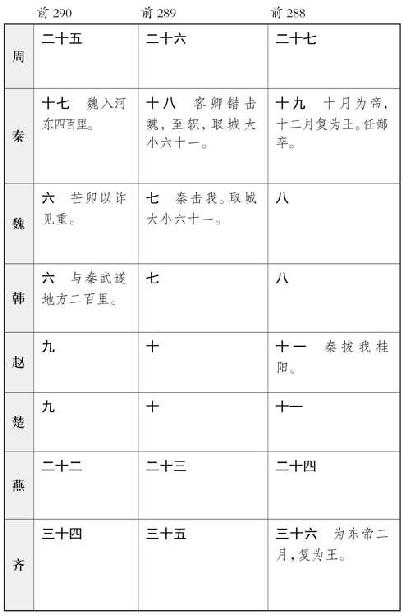 前290 前289 前288
周 二十五 二十六 二十七
秦 十七 魏入河 十八 客卿错击 十九 十月为帝，
东四百里。 魏，至轵，取城大 十二月复为王。任鄙
小六十一。 卒。
魏 六 芒卯以诈 七 秦击我。取城 八
见重。 大小六十一。
韩 六 与秦武遂 七 八
地方二百里。
赵 九 十 十一 秦拔我桂
阳。
楚 九 十 十一
燕 二十二 二十三 二十四
齐 三十四 三十五 三十六 为东帝二
月，复为王。